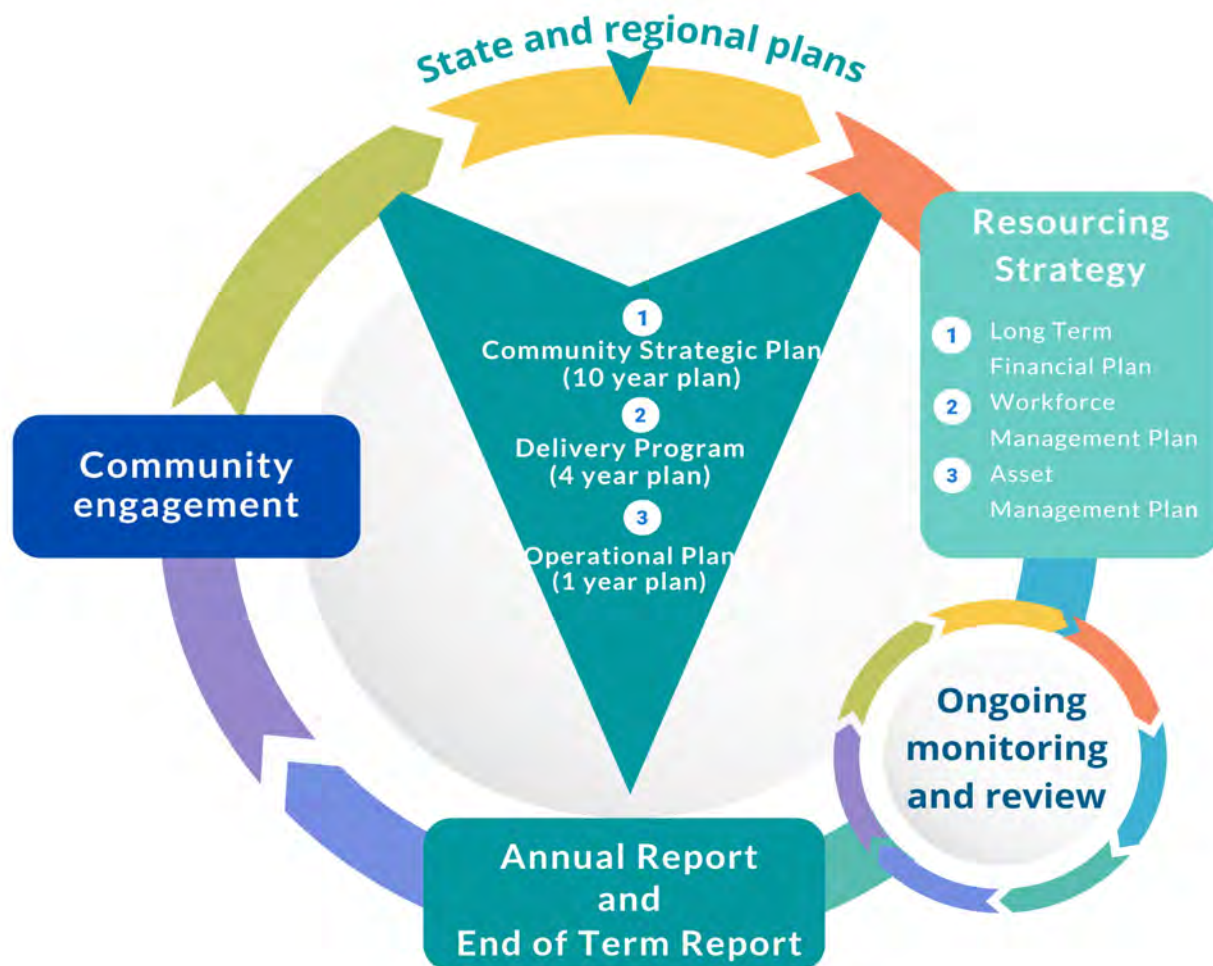 State and regional plans
Resourcing
Strategy
1 Long Term
Financial Plan
2 Workforce
Management Plan
3 Asset
Management Plan
1
Community Strategic Plan
(10 year plan)
2
Delivery Program
(4 year plan)
3
Operational Plan
(1 year plan)
Community
engagement
Ongoing
monitoring
and review
Annual Report
and
End of Term Report